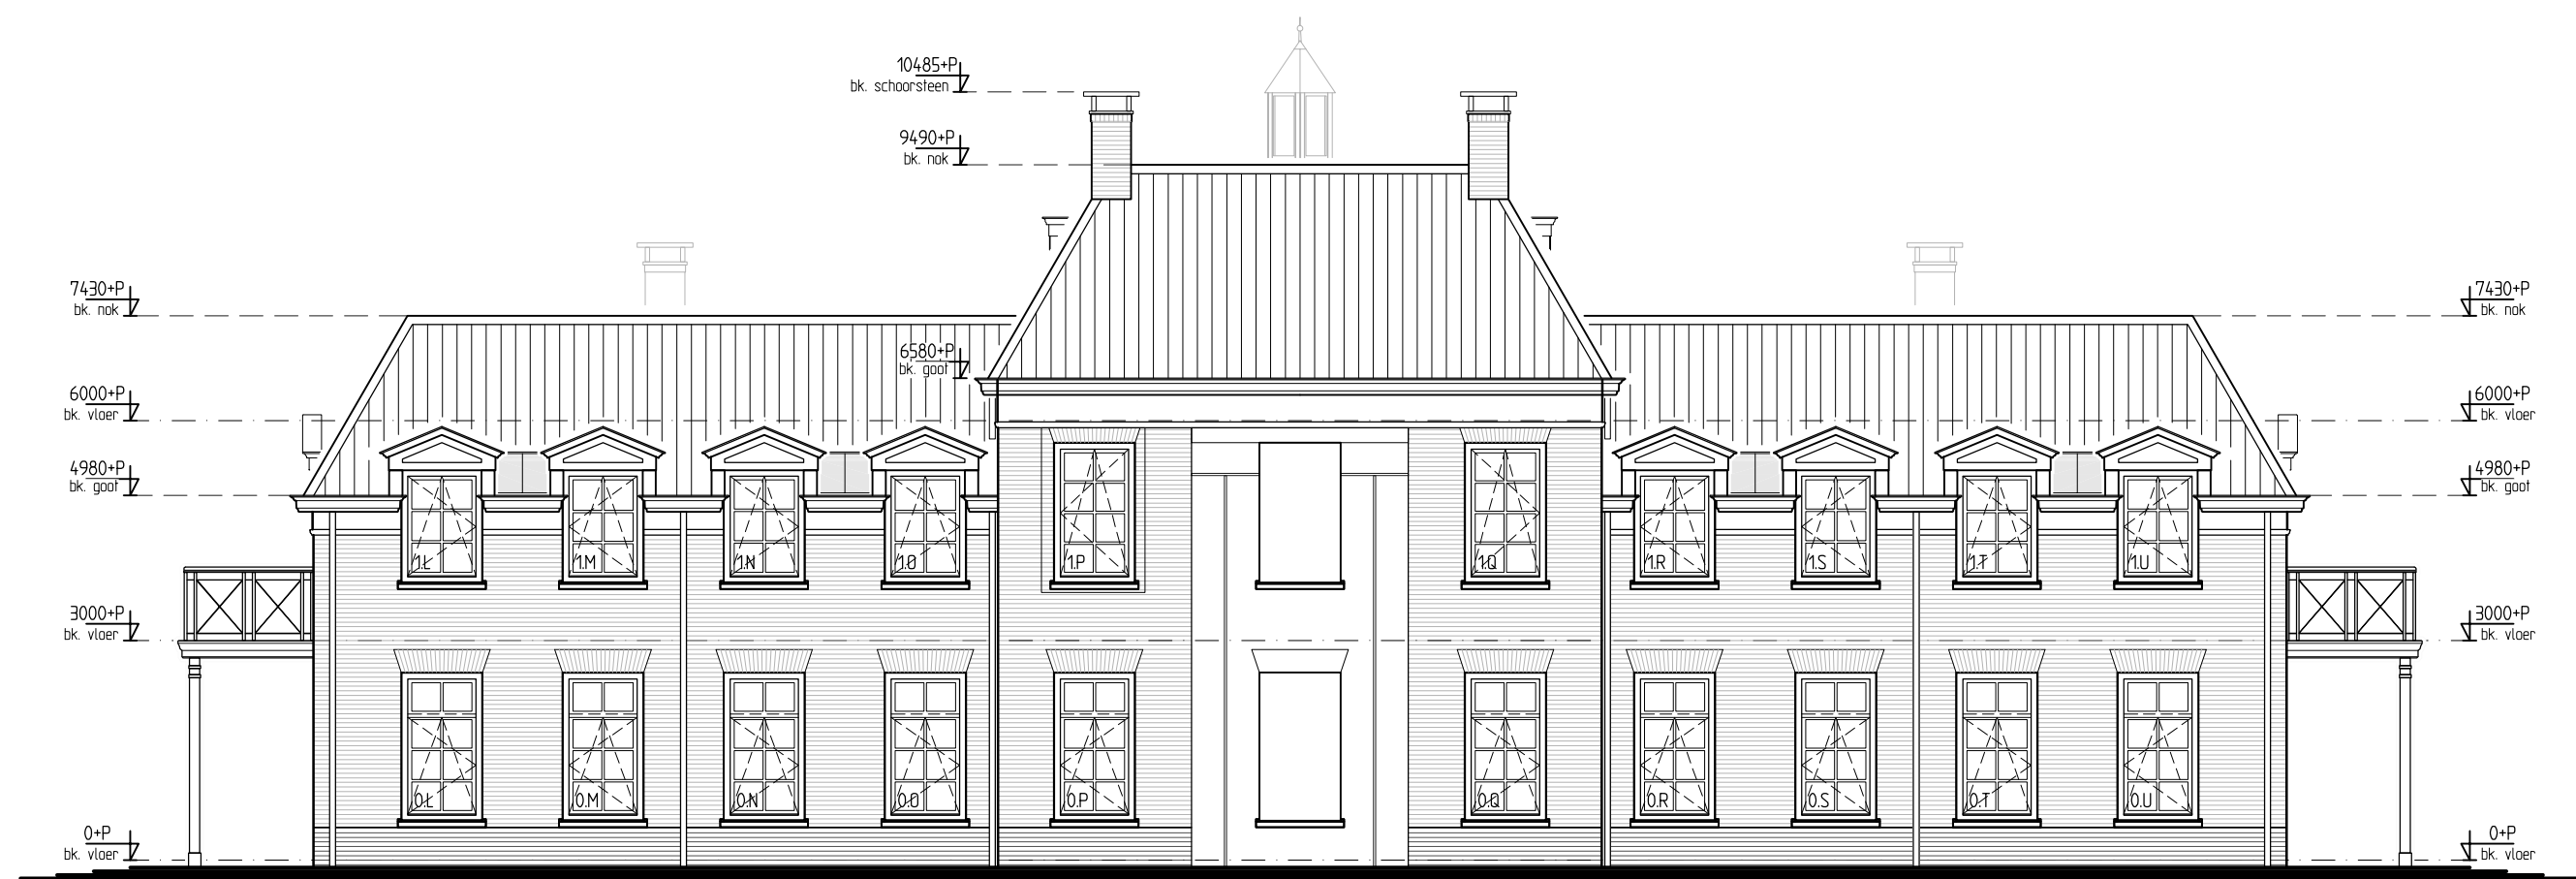 10485+P
bk. schoorsteen
9490+P
bk. nok
7430+P
bk. nok
7430+P
bk. nok
6580+P
bk. goot
6000+P
bk. vloer
6000+P
bk. vloer
4980+P
bk. goot
4980+P
bk. goot
1.L 1.M 1.N 1.O 1.P 1.Q 1.R 1.S 1.T 1.U
3000+P
bk. vloer
3000+P
bk. vloer
0.L 0.M 0.N 0.O 0.P 0.Q 0.R 0.S 0.T 0.U
0+P
bk. vloer
0+P
bk. vloer